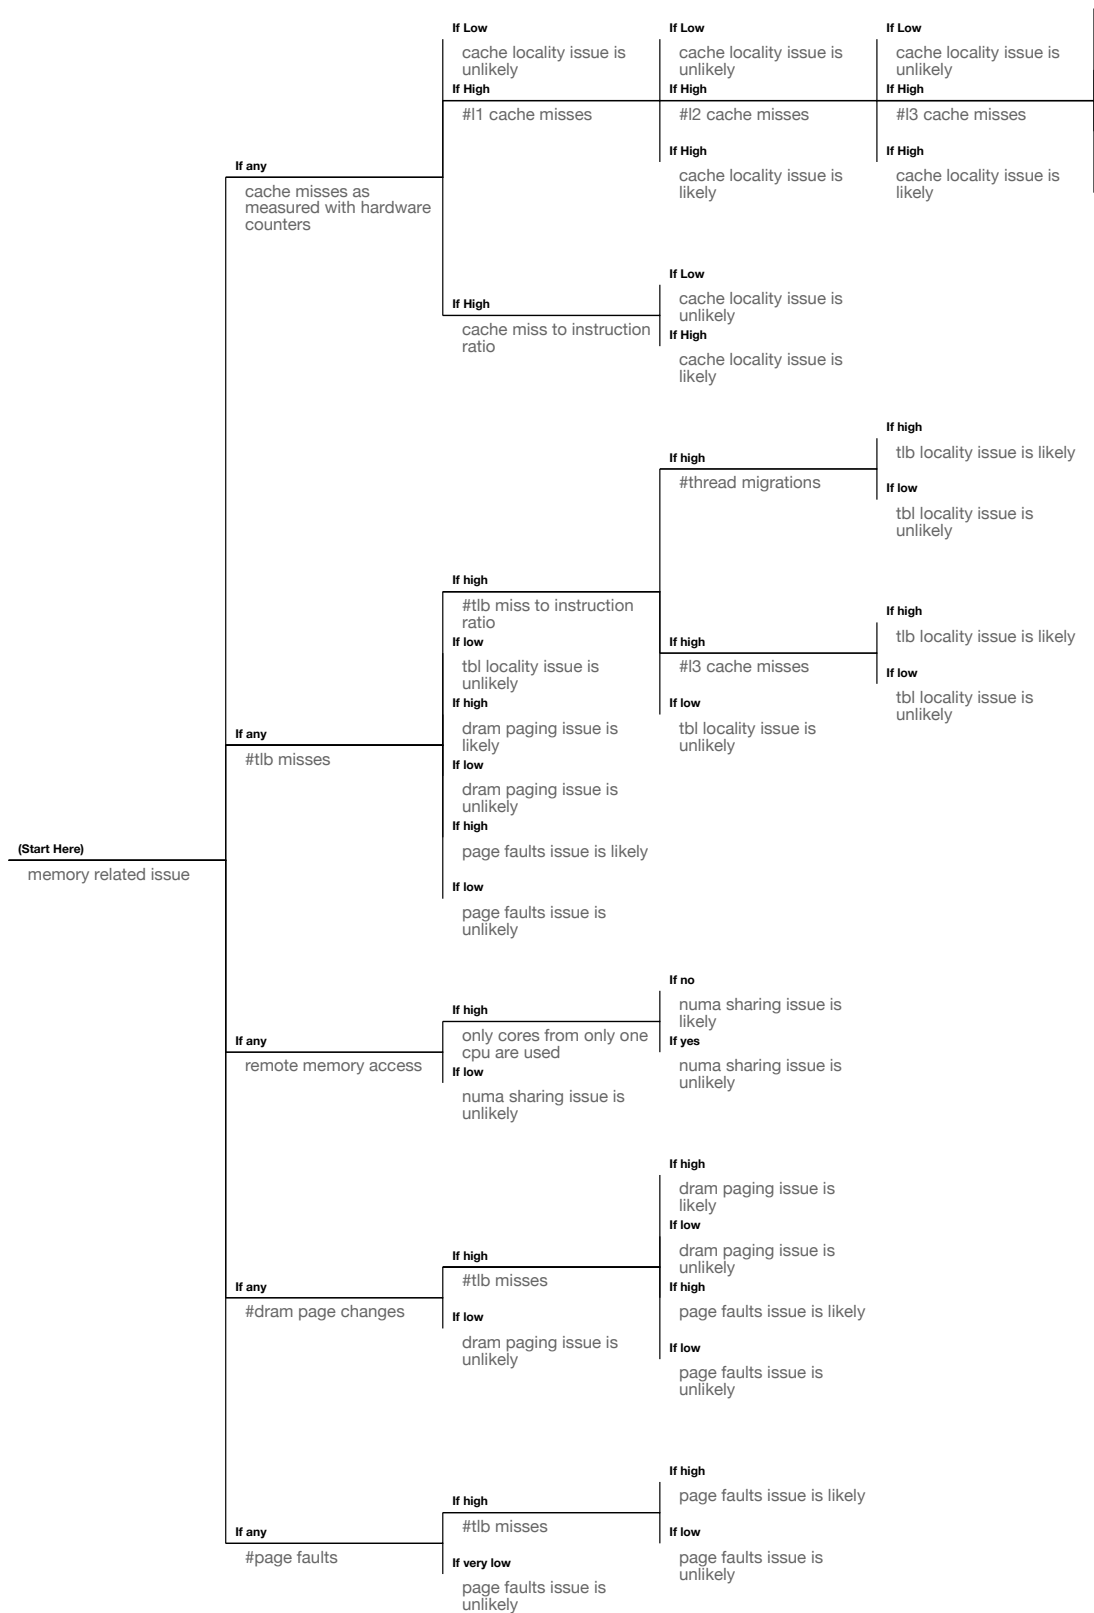 If Low
cache locality issue is
unlikely
If High
#l1 cache misses
If Low
cache locality issue is
unlikely
If High
#l2 cache misses
If High
cache locality issue is
likely
If Low
cache locality issue is
unlikely
If High
#l3 cache misses
If High
cache locality issue is
likely
If any
cache misses as
measured with hardware
counters
If High
cache miss to instruction
ratio
If Low
cache locality issue is
unlikely
If High
cache locality issue is
likely
If high
#thread migrations
If high
tlb locality issue is likely
If low
tbl locality issue is
unlikely
If high
#tlb miss to instruction
ratio
If low
tbl locality issue is
unlikely
If high
dram paging issue is
likely
If low
dram paging issue is
unlikely
If high
page faults issue is likely
If low
page faults issue is
unlikely
If high
#l3 cache misses
If low
tbl locality issue is
unlikely
If high
tlb locality issue is likely
If low
tbl locality issue is
unlikely
If any
#tlb misses
(Start Here)
memory related issue
If any
remote memory access
If high
only cores from only one
cpu are used
If low
numa sharing issue is
unlikely
If no
numa sharing issue is
likely
If yes
numa sharing issue is
unlikely
If any
#dram page changes
If high
#tlb misses
If low
dram paging issue is
unlikely
If high
dram paging issue is
likely
If low
dram paging issue is
unlikely
If high
page faults issue is likely
If low
page faults issue is
unlikely
If any
#page faults
If high
#tlb misses
If very low
page faults issue is
unlikely
If high
page faults issue is likely
If low
page faults issue is
unlikely